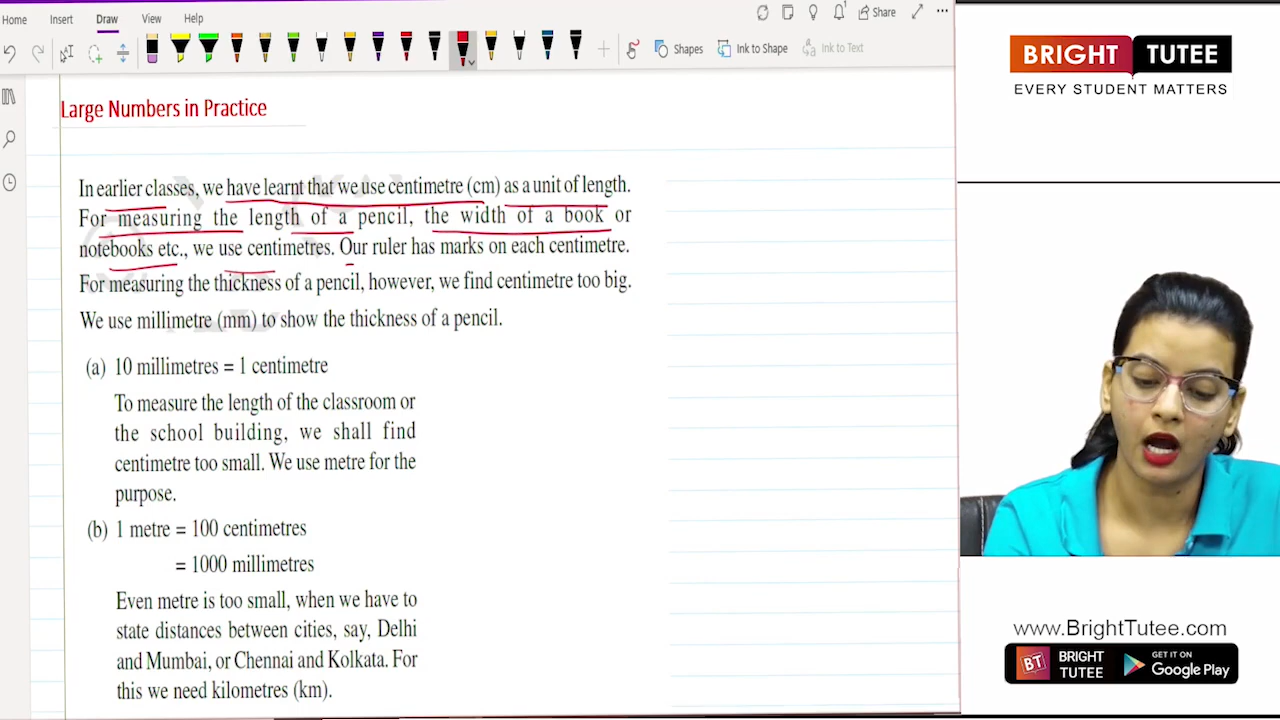 Home Insert Draw View Help Share
Shapes Ink to Shape Ink to Text
BRIGHT TUTEE
EVERY STUDENT MATTERS
Large Numbers in Practice
In earlier classes, we have learnt that we use centimetre (cm) as a unit of length.
For measuring the length of a pencil, the width of a book or
notebooks etc., we use centimetres. Our ruler has marks on each centimetre.
For measuring the thickness of a pencil, however, we find centimetre too big.
We use millimetre (mm) to show the thickness of a pencil.
(a) 10 millimetres = 1 centimetre
To measure the length of the classroom or
the school building, we shall find
centimetre too small. We use metre for the
purpose.
(b) 1 metre = 100 centimetres
= 1000 millimetres
Even metre is too small, when we have to
state distances between cities, say, Delhi
and Mumbai, or Chennai and Kolkata. For
this we need kilometres (km).
www.BrightTutee.com
BT BRIGHT TUTEE
GET IT ON
Google Play